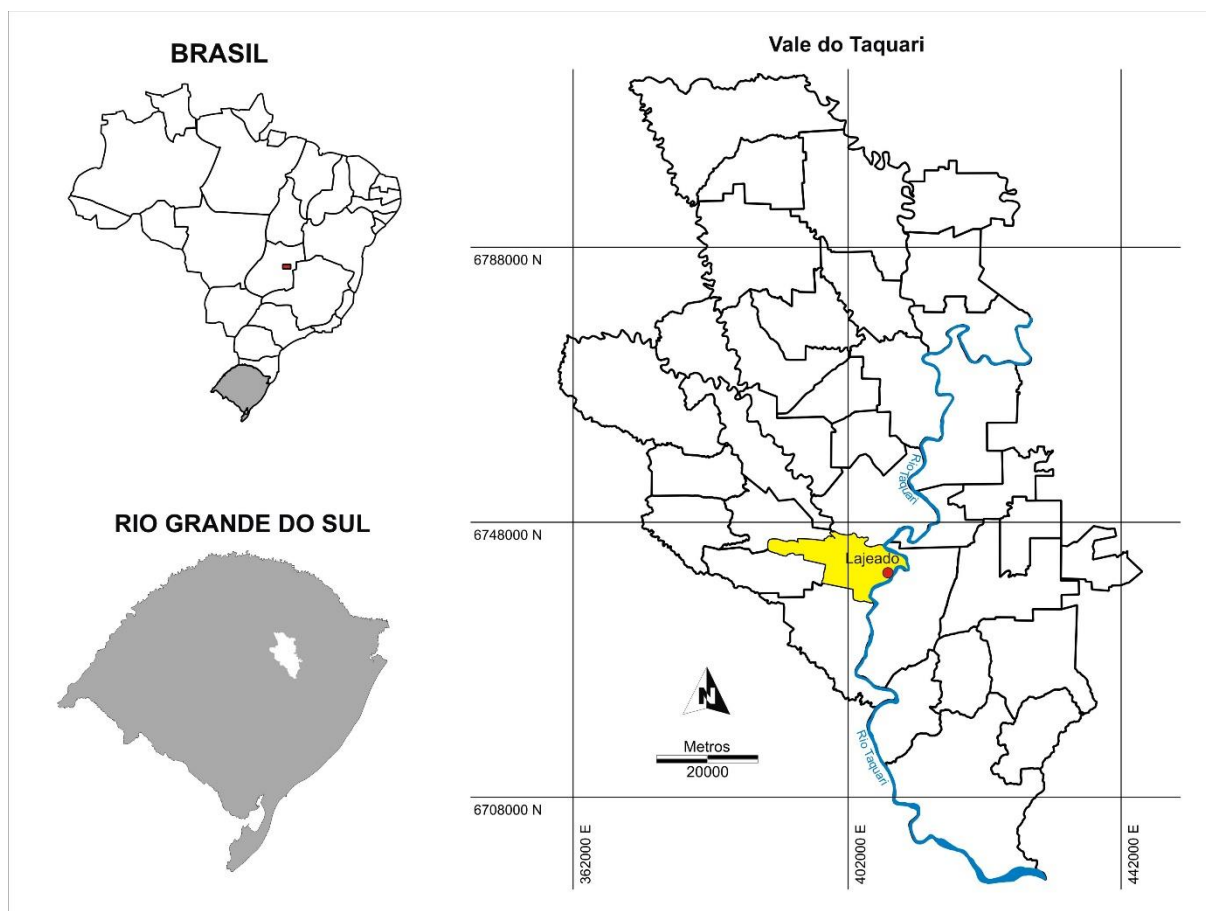 BRASIL
Vale do Taquari
6788000 N
Rio Taquari
RIO GRANDE DO SUL
6748000 N
Lajeado
N
Metros
20000
Rio Taquari
6708000 N
362000 E
402000 E
442000 E